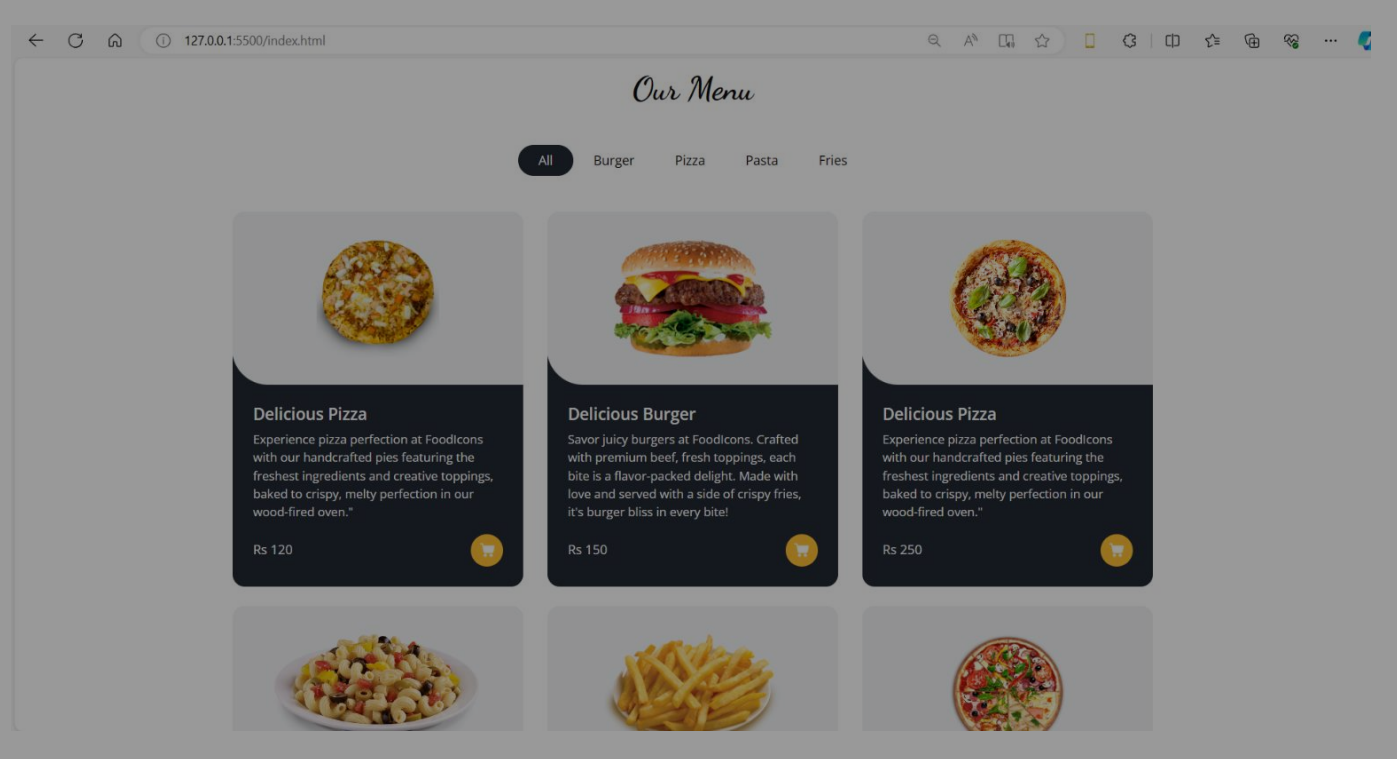 127.0.0.1:5500/index.html
Our Menu
All Burger Pizza Pasta Fries
Delicious Pizza
Experience pizza perfection at FoodIcons
with our handcrafted pies featuring the
freshest ingredients and creative toppings,
baked to crispy, melty perfection in our
wood-fired oven."
Rs 120
Delicious Burger
Savor juicy burgers at FoodIcons. Crafted
with premium beef, fresh toppings, each
bite is a flavor-packed delight. Made with
love and served with a side of crispy fries,
it's burger bliss in every bite!
Rs 150
Delicious Pizza
Experience pizza perfection at FoodIcons
with our handcrafted pies featuring the
freshest ingredients and creative toppings,
baked to crispy, melty perfection in our
wood-fired oven."
Rs 250